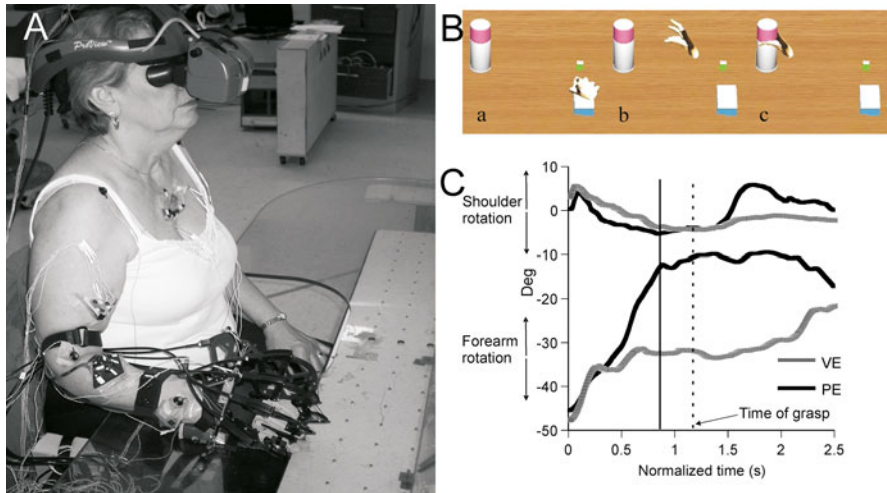 A
ProView™
B
a
b
c
C
10
0
-10
-20
-30
-40
-50
Shoulder
rotation
Deg
Forearm
rotation
VE
PE
Time of grasp
0
0.5
1
1.5
2
2.5
Normalized time (s)